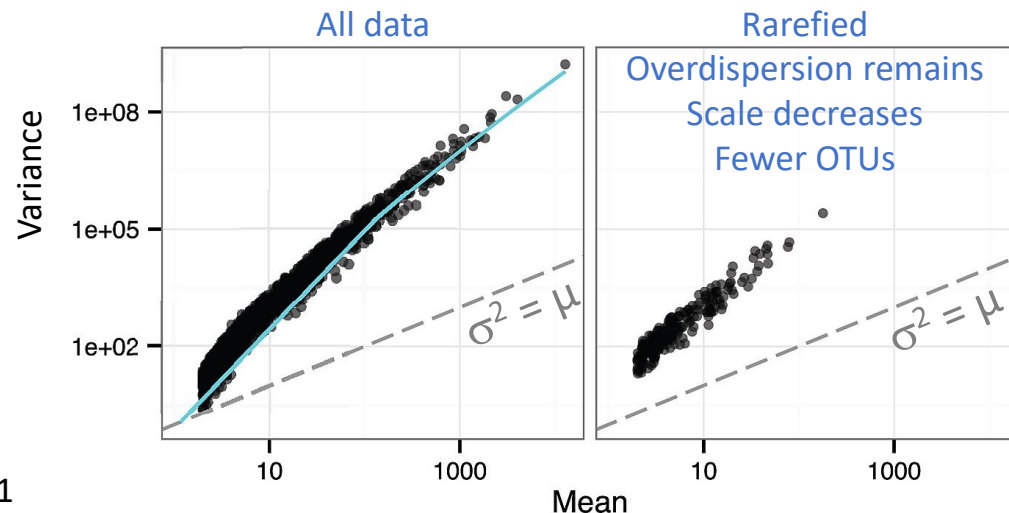 All data
Rarefied
Overdispersion remains
Scale decreases
Fewer OTUs
Variance
1e+08
1e+05
1e+02
σ² = μ
σ² = μ
10
1000
10
1000
Mean
1